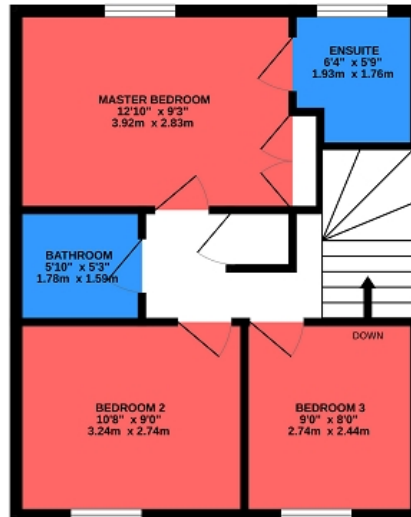 ENSUITE
6'4" x 5'9"
1.93m x 1.76m
MASTER BEDROOM
12'10" x 9'3"
3.92m x 2.83m
BATHROOM
5'10" x 5'3"
1.78m x 1.59m
DOWN
BEDROOM 2
10'8" x 9'0"
3.24m x 2.74m
BEDROOM 3
9'0" x 8'0"
2.74m x 2.44m